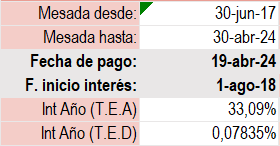 Mesada desde: 30-jun-17
Mesada hasta: 30-abr-24
Fecha de pago: 19-abr-24
F. inicio interés: 1-ago-18
Int Año (T.E.A) 33,09%
Int Año (T.E.D) 0,07835%